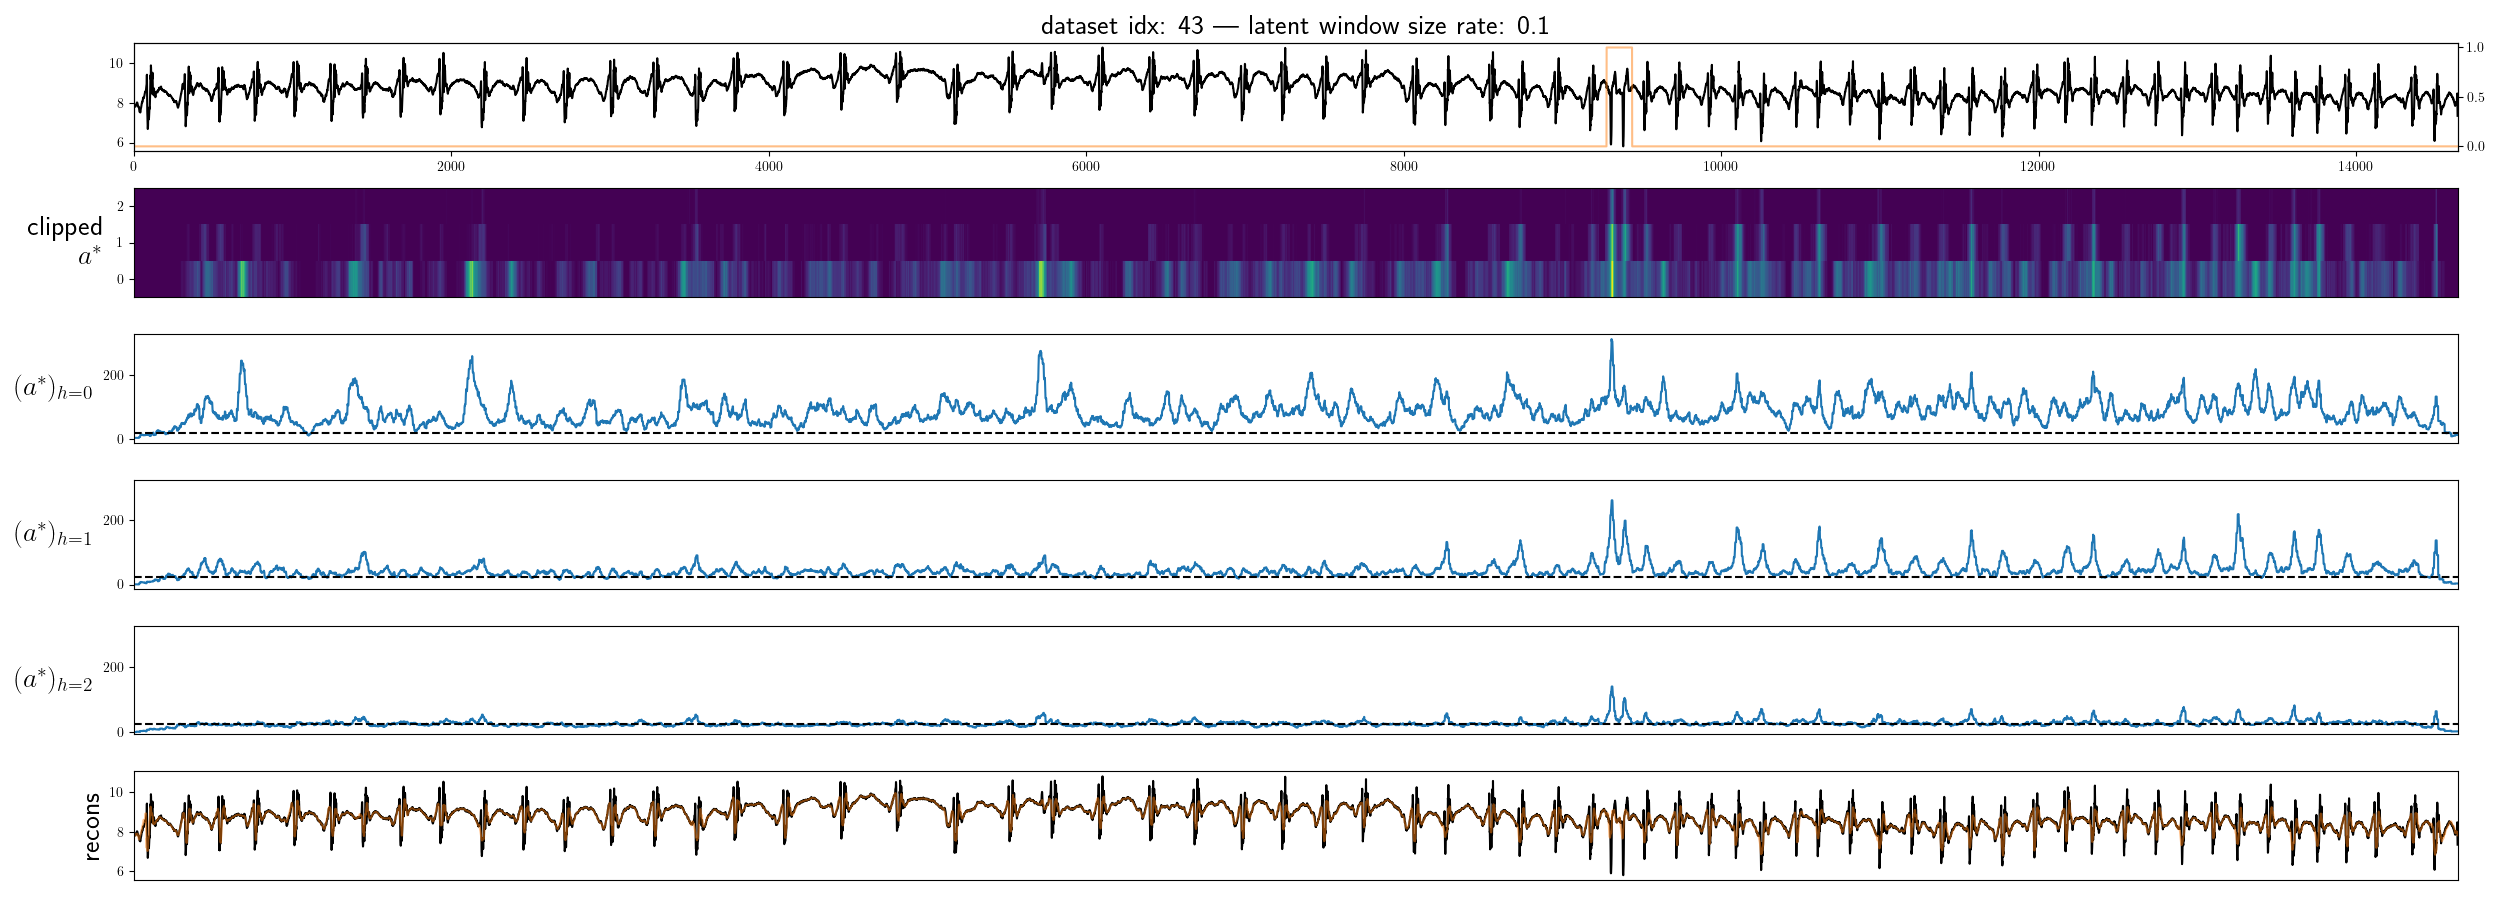 dataset idx: 43 — latent window size rate: 0.1
10
8
6
1.0
0.5
0.0
0 2000 4000 6000 8000 10000 12000 14000
clipped
a*
2
1
0
(a*)h=0
200
0
(a*)h=1
200
0
(a*)h=2
200
0
recons
10
8
6